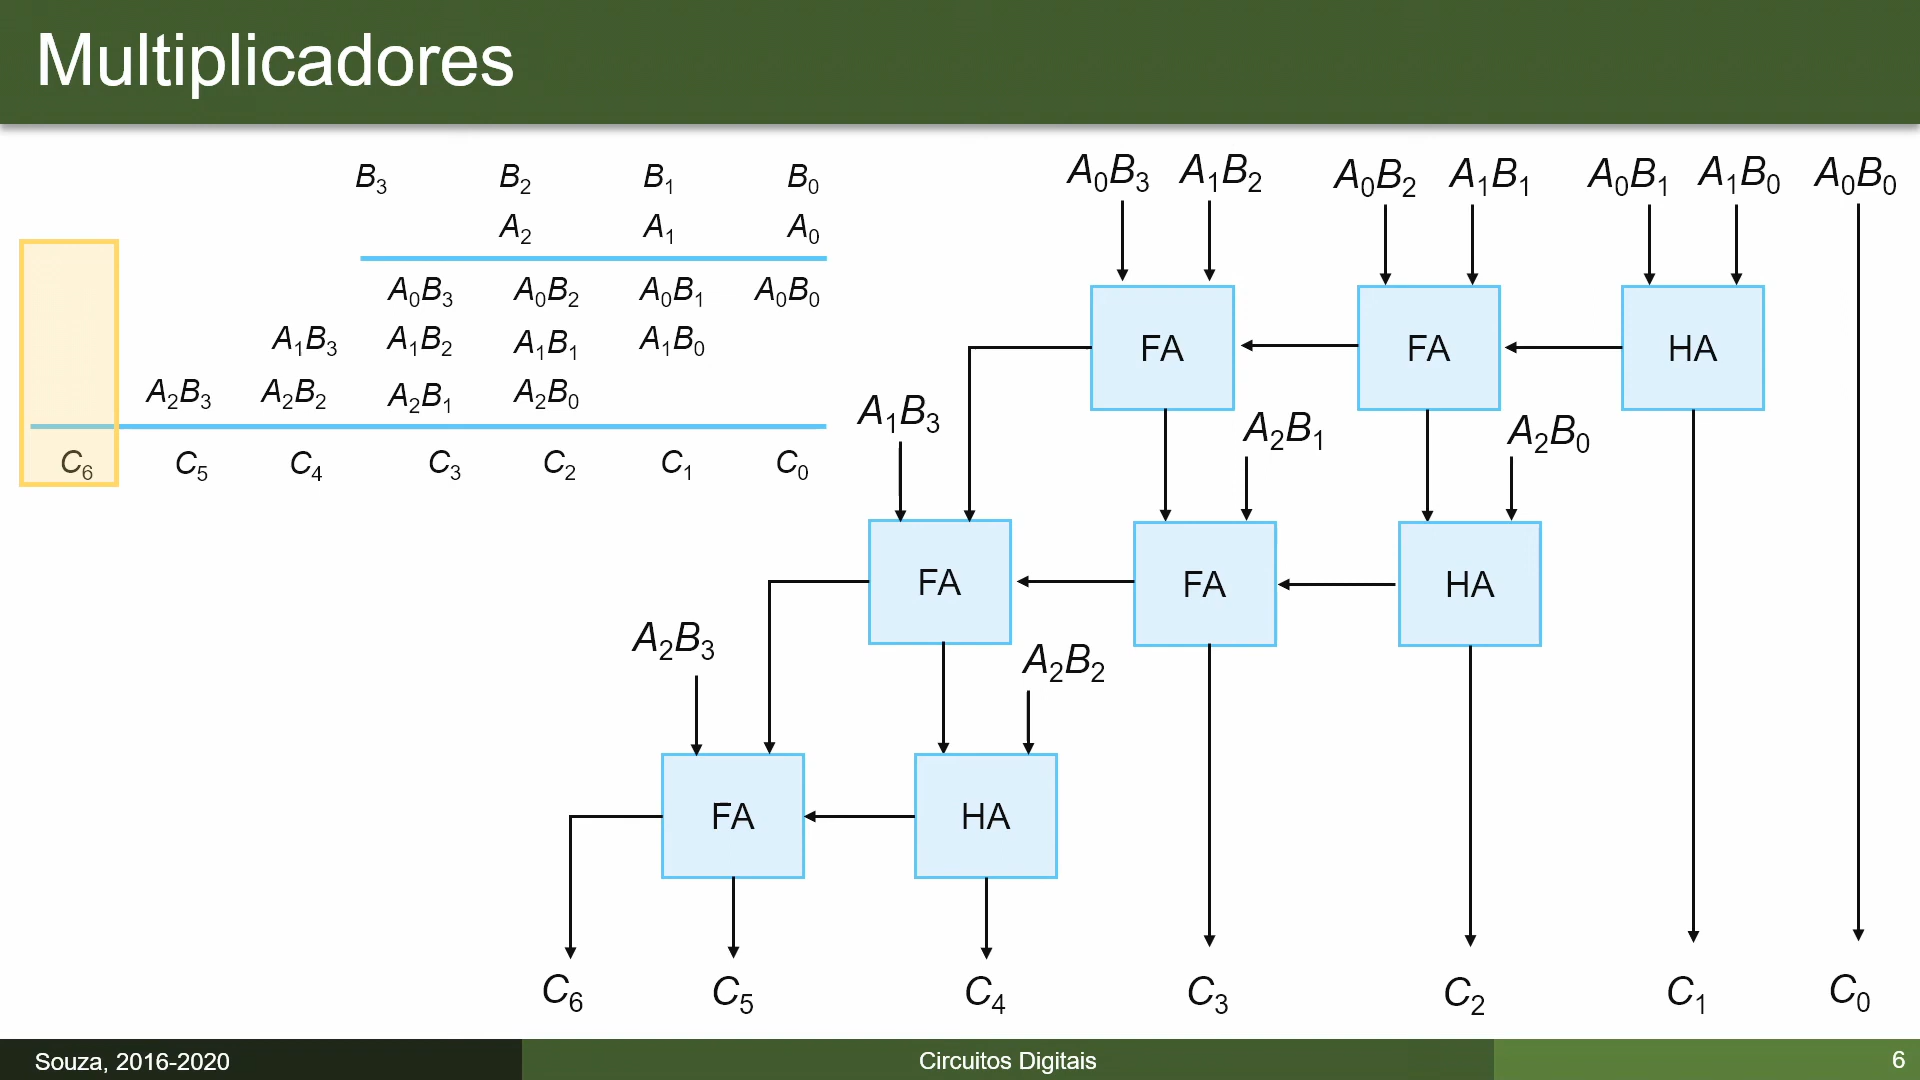 Multiplicadores
B3 B2 B1 B0
A2 A1 A0
A0B3 A0B2 A0B1 A0B0
A1B3 A1B2 A1B1 A1B0
A2B3 A2B2 A2B1 A2B0
C6 C5 C4 C3 C2 C1 C0
A0B3 A1B2 A0B2 A1B1 A0B1 A1B0 A0B0
FA FA HA
A1B3 A2B1 A2B0
FA FA HA
A2B3 A2B2
FA HA
C6 C5 C4 C3 C2 C1 C0
Souza, 2016-2020 Circuitos Digitais 6